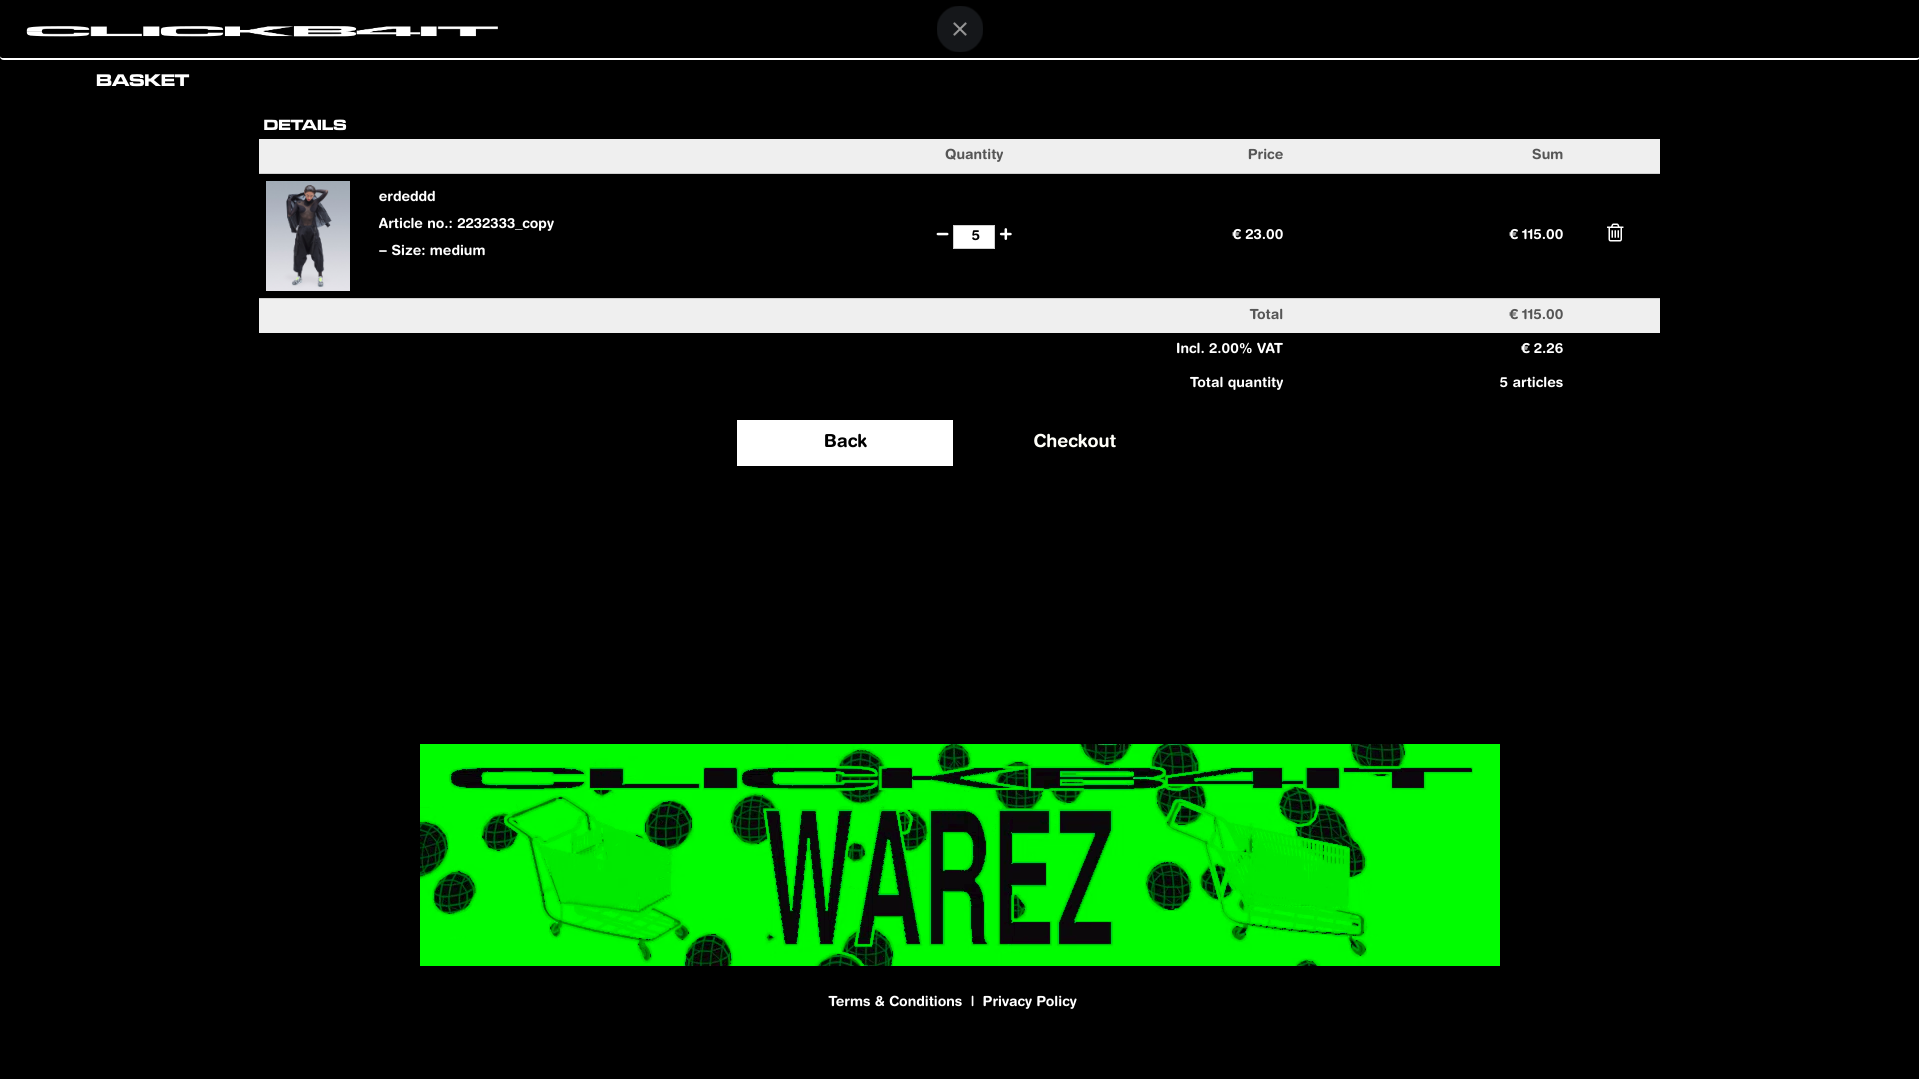 CLICKB4IT
BASKET
DETAILS
Quantity Price Sum
erdeddd
Article no.: 2232333_copy
– Size: medium
5 € 23.00 € 115.00
Total € 115.00
Incl. 2.00% VAT € 2.26
Total quantity 5 articles
Back Checkout
CLICKB4IT
WAREZ
Terms & Conditions | Privacy Policy